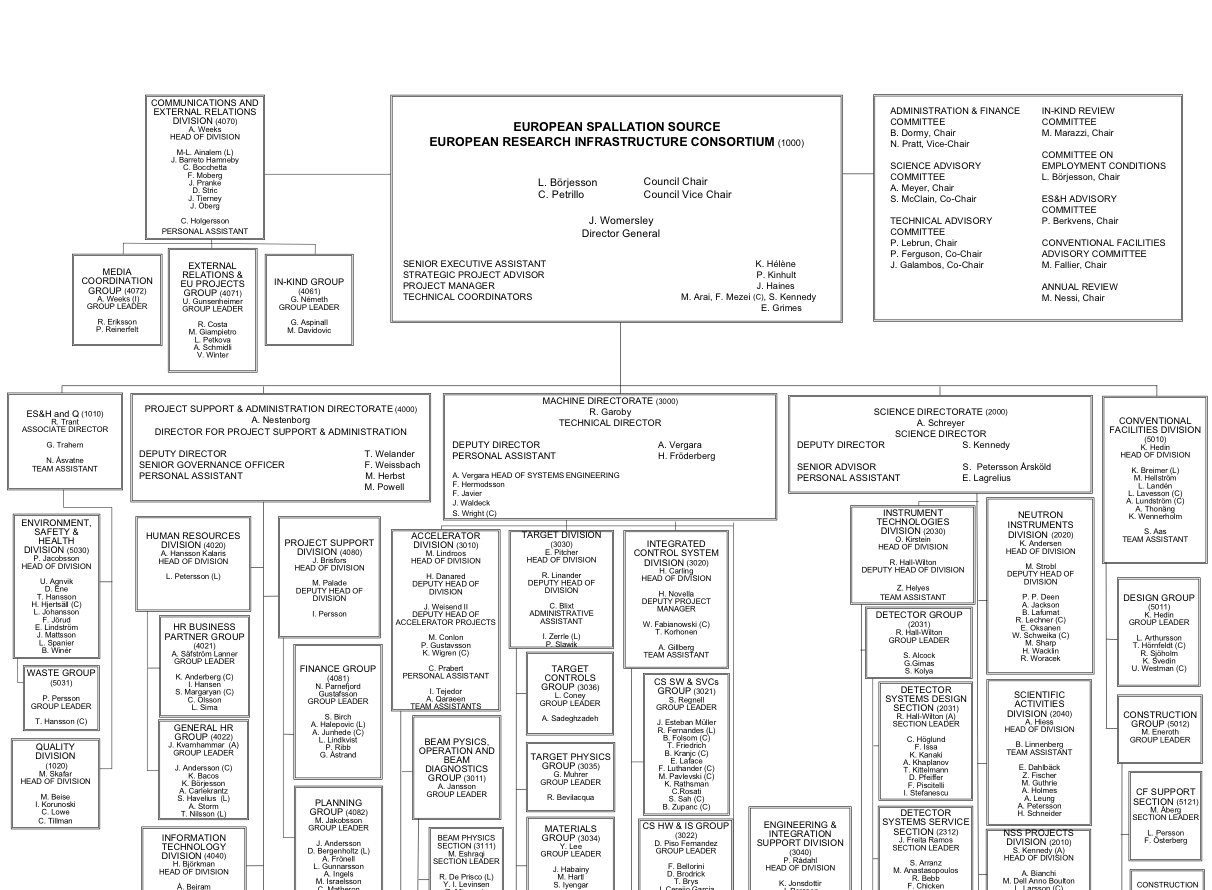 COMMUNICATIONS AND
EXTERNAL RELATIONS
DIVISION (4070)
A. Weeks
HEAD OF DIVISION
M-L. Ainalem (L)
J. Barreto Hamneby
C. Bocchetta
F. Moberg
J. Pranke
D. Stric
J. Tierney
J. Öberg
C. Holgersson
PERSONAL ASSISTANT
MEDIA
COORDINATION
GROUP (4072)
A. Weeks (I)
GROUP LEADER
R. Eriksson
P. Reinerfelt
EXTERNAL
RELATIONS &
EU PROJECTS
GROUP (4071)
U. Gunsenheimer
GROUP LEADER
R. Costa
M. Giampietro
L. Petkova
A. Schmidli
V. Winter
IN-KIND GROUP
(4061)
G. Németh
GROUP LEADER
G. Aspinall
M. Davidovic
EUROPEAN SPALLATION SOURCE
EUROPEAN RESEARCH INFRASTRUCTURE CONSORTIUM (1000)
L. Börjesson Council Chair
C. Petrillo Council Vice Chair
J. Womersley
Director General
SENIOR EXECUTIVE ASSISTANT K. Hélène
STRATEGIC PROJECT ADVISOR P. Kinhult
PROJECT MANAGER J. Haines
TECHNICAL COORDINATORS M. Arai, F. Mezei (C), S. Kennedy
E. Grimes
ADMINISTRATION & FINANCE
COMMITTEE
B. Dormy, Chair
N. Pratt, Vice-Chair
SCIENCE ADVISORY
COMMITTEE
A. Meyer, Chair
S. McClain, Co-Chair
TECHNICAL ADVISORY
COMMITTEE
P. Lebrun, Chair
P. Ferguson, Co-Chair
J. Galambos, Co-Chair
IN-KIND REVIEW
COMMITTEE
M. Marazzi, Chair
COMMITTEE ON
EMPLOYMENT CONDITIONS
L. Börjesson, Chair
ES&H ADVISORY
COMMITTEE
P. Berkvens, Chair
CONVENTIONAL FACILITIES
ADVISORY COMMITTEE
M. Fallier, Chair
ANNUAL REVIEW
M. Nessi, Chair
ES&H and Q (1010)
R. Trant
ASSOCIATE DIRECTOR
G. Trahern
N. Åsvatne
TEAM ASSISTANT
ENVIRONMENT,
SAFETY &
HEALTH
DIVISION (5030)
P. Jacobsson
HEAD OF DIVISION
U. Agnvik
D. Ene
T. Hansson
H. Hjertsäll (C)
L. Johansson
F. Jörud
E. Lindström
J. Mattsson
L. Spanier
B. Winér
WASTE GROUP
(5031)
P. Persson
GROUP LEADER
T. Hansson (C)
QUALITY
DIVISION
(1020)
M. Skafar
HEAD OF DIVISION
M. Beise
I. Korunoski
C. Lowe
C. Tillman
PROJECT SUPPORT & ADMINISTRATION DIRECTORATE (4000)
A. Nestenborg
DIRECTOR FOR PROJECT SUPPORT & ADMINISTRATION
DEPUTY DIRECTOR T. Welander
SENIOR GOVERNANCE OFFICER F. Weissbach
PERSONAL ASSISTANT M. Herbst
M. Powell
HUMAN RESOURCES
DIVISION (4020)
A. Hansson Kalaris
HEAD OF DIVISION
L. Petersson (L)
HR BUSINESS
PARTNER GROUP
(4021)
A. Säfström Lanner
GROUP LEADER
K. Anderberg (C)
I. Hansen
S. Margaryan (C)
C. Olsson
L. Sima
GENERAL HR
GROUP (4022)
J. Kvarnhammar (A)
GROUP LEADER
J. Andersson (C)
K. Bacos
K. Börjesson
A. Carlekrantz
S. Havelius (L)
A. Storm
T. Nilsson (L)
INFORMATION
TECHNOLOGY
DIVISION (4040)
H. Björkman
HEAD OF DIVISION
A. Beiram
PROJECT SUPPORT
DIVISION (4080)
J. Brisfors
HEAD OF DIVISION
M. Palade
DEPUTY HEAD OF
DIVISION
I. Persson
FINANCE GROUP
(4081)
N. Parnefjord
Gustafsson
GROUP LEADER
S. Birch
A. Halepovic (L)
A. Junhede (C)
L. Lindkvist
P. Ribb
G. Åstrand
PLANNING
GROUP (4082)
M. Jakobsson
GROUP LEADER
J. Andersson
D. Bergenholtz (L)
A. Frönell
L. Gunnarsson
A. Ingels
M. Israelsson
C. Matheron
MACHINE DIRECTORATE (3000)
R. Garoby
TECHNICAL DIRECTOR
DEPUTY DIRECTOR A. Vergara
PERSONAL ASSISTANT H. Fröderberg
A. Vergara HEAD OF SYSTEMS ENGINEERING
F. Hermodsson
F. Javier
J. Waldeck
S. Wright (C)
ACCELERATOR
DIVISION (3010)
M. Lindroos
HEAD OF DIVISION
H. Danared
DEPUTY HEAD OF
DIVISION
J. Weisend II
DEPUTY HEAD OF
ACCELERATOR PROJECTS
M. Conlon
P. Gustavsson
K. Wigren (C)
C. Prabert
PERSONAL ASSISTANT
I. Tejedor
A. Qaraeen
TEAM ASSISTANTS
BEAM PYSICS,
OPERATION AND
BEAM
DIAGNOSTICS
GROUP (3011)
A. Jansson
GROUP LEADER
BEAM PHYSICS
SECTION (3111)
M. Eshraqi
SECTION LEADER
R. De Prisco (L)
Y. I. Levinsen
TARGET DIVISION
(3030)
E. Pitcher
HEAD OF DIVISION
R. Linander
DEPUTY HEAD OF
DIVISION
C. Blixt
ADMINISTRATIVE
ASSISTANT
I. Zerrle (L)
P. Slawik
TARGET
CONTROLS
GROUP (3036)
L. Coney
GROUP LEADER
A. Sadeghzadeh
TARGET PHYSICS
GROUP (3035)
G. Muhrer
GROUP LEADER
R. Bevilacqua
MATERIALS
GROUP (3034)
Y. Lee
GROUP LEADER
J. Habainy
M. Hartl
S. Iyengar
INTEGRATED
CONTROL SYSTEM
DIVISION (3020)
H. Carling
HEAD OF DIVISION
H. Novella
DEPUTY PROJECT
MANAGER
W. Fabianowski (C)
T. Korhonen
A. Gillberg
TEAM ASSISTANT
CS SW & SVCs
GROUP (3021)
S. Regnell
GROUP LEADER
J. Esteban Müller
R. Fernandes (L)
B. Folsom (C)
T. Friedrich
B. Kranjc (C)
E. Laface
F. Luthander (C)
M. Pavlevski (C)
K. Rathsman
C.Rosati
S. Sah (C)
B. Zupanc (C)
CS HW & IS GROUP
(3022)
D. Piso Fernandez
GROUP LEADER
F. Bellorini
D. Brodrick
T. Brys
J. Cereijo Garcia
ENGINEERING &
INTEGRATION
SUPPORT DIVISION
(3040)
P. Rådahl
HEAD OF DIVISION
K. Jonsdottir
SCIENCE DIRECTORATE (2000)
A. Schreyer
SCIENCE DIRECTOR
DEPUTY DIRECTOR S. Kennedy
SENIOR ADVISOR S. Petersson Årsköld
PERSONAL ASSISTANT E. Lagrelius
INSTRUMENT
TECHNOLOGIES
DIVISION (2030)
O. Kirstein
HEAD OF DIVISION
R. Hall-Wilton
DEPUTY HEAD OF DIVISION
Z. Helyes
TEAM ASSISTANT
DETECTOR GROUP
(2031)
R. Hall-Wilton
GROUP LEADER
S. Alcock
G.Gimas
S. Kolya
DETECTOR
SYSTEMS DESIGN
SECTION (2031)
R. Hall-Wilton (A)
SECTION LEADER
C. Höglund
F. Issa
K. Kanaki
A. Khaplanov
T. Kittelmann
D. Pfeiffer
F. Piscitelli
I. Stefanescu
DETECTOR
SYSTEMS SERVICE
SECTION (2312)
J. Freita Ramos
SECTION LEADER
S. Arranz
M. Anastasopoulos
R. Bebb
F. Chicken
NEUTRON
INSTRUMENTS
DIVISION (2020)
K. Andersen
HEAD OF DIVISION
M. Strobl
DEPUTY HEAD OF
DIVISION
P. P. Deen
A. Jackson
B. Lafumat
R. Lechner (C)
E. Oksanen
W. Schweika (C)
M. Sharp
H. Wacklin
R. Woracek
SCIENTIFIC
ACTIVITIES
DIVISION (2040)
A. Hiess
HEAD OF DIVISION
B. Linnenberg
TEAM ASSISTANT
E. Dahlbäck
Z. Fischer
M. Guthrie
A. Holmes
A. Leung
A. Petersson
H. Schneider
NSS PROJECTS
DIVISION (2010)
S. Kennedy (A)
HEAD OF DIVISION
A. Bianchi
M. Dell Anno Boulton
L. Larsson (C)
CONVENTIONAL
FACILITIES DIVISION
(5010)
K. Hedin
HEAD OF DIVISION
K. Breimer (L)
M. Hellström
L. Landén
L. Lavesson (C)
A. Lundström (C)
A. Thonäng
K. Wennerholm
S. Aas
TEAM ASSISTANT
DESIGN GROUP
(5011)
K. Hedin
GROUP LEADER
L. Arthursson
T. Hörnfeldt (C)
R. Sjöholm
K. Svedin
U. Westman (C)
CONSTRUCTION
GROUP (5012)
M. Eneroth
GROUP LEADER
CF SUPPORT
SECTION (5121)
M. Åberg
SECTION LEADER
L. Persson
F. Österberg
CONSTRUCTION